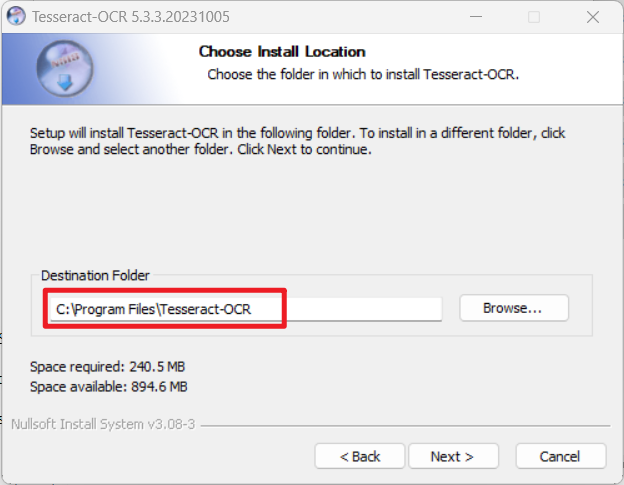 Tesseract-OCR 5.3.3.20231005
Choose Install Location
Choose the folder in which to install Tesseract-OCR.
Setup will install Tesseract-OCR in the following folder. To install in a different folder, click
Browse and select another folder. Click Next to continue.
Destination Folder
C:\Program Files\Tesseract-OCR
Browse...
Space required: 240.5 MB
Space available: 894.6 MB
Nullsoft Install System v3.08-3
< Back
Next >
Cancel